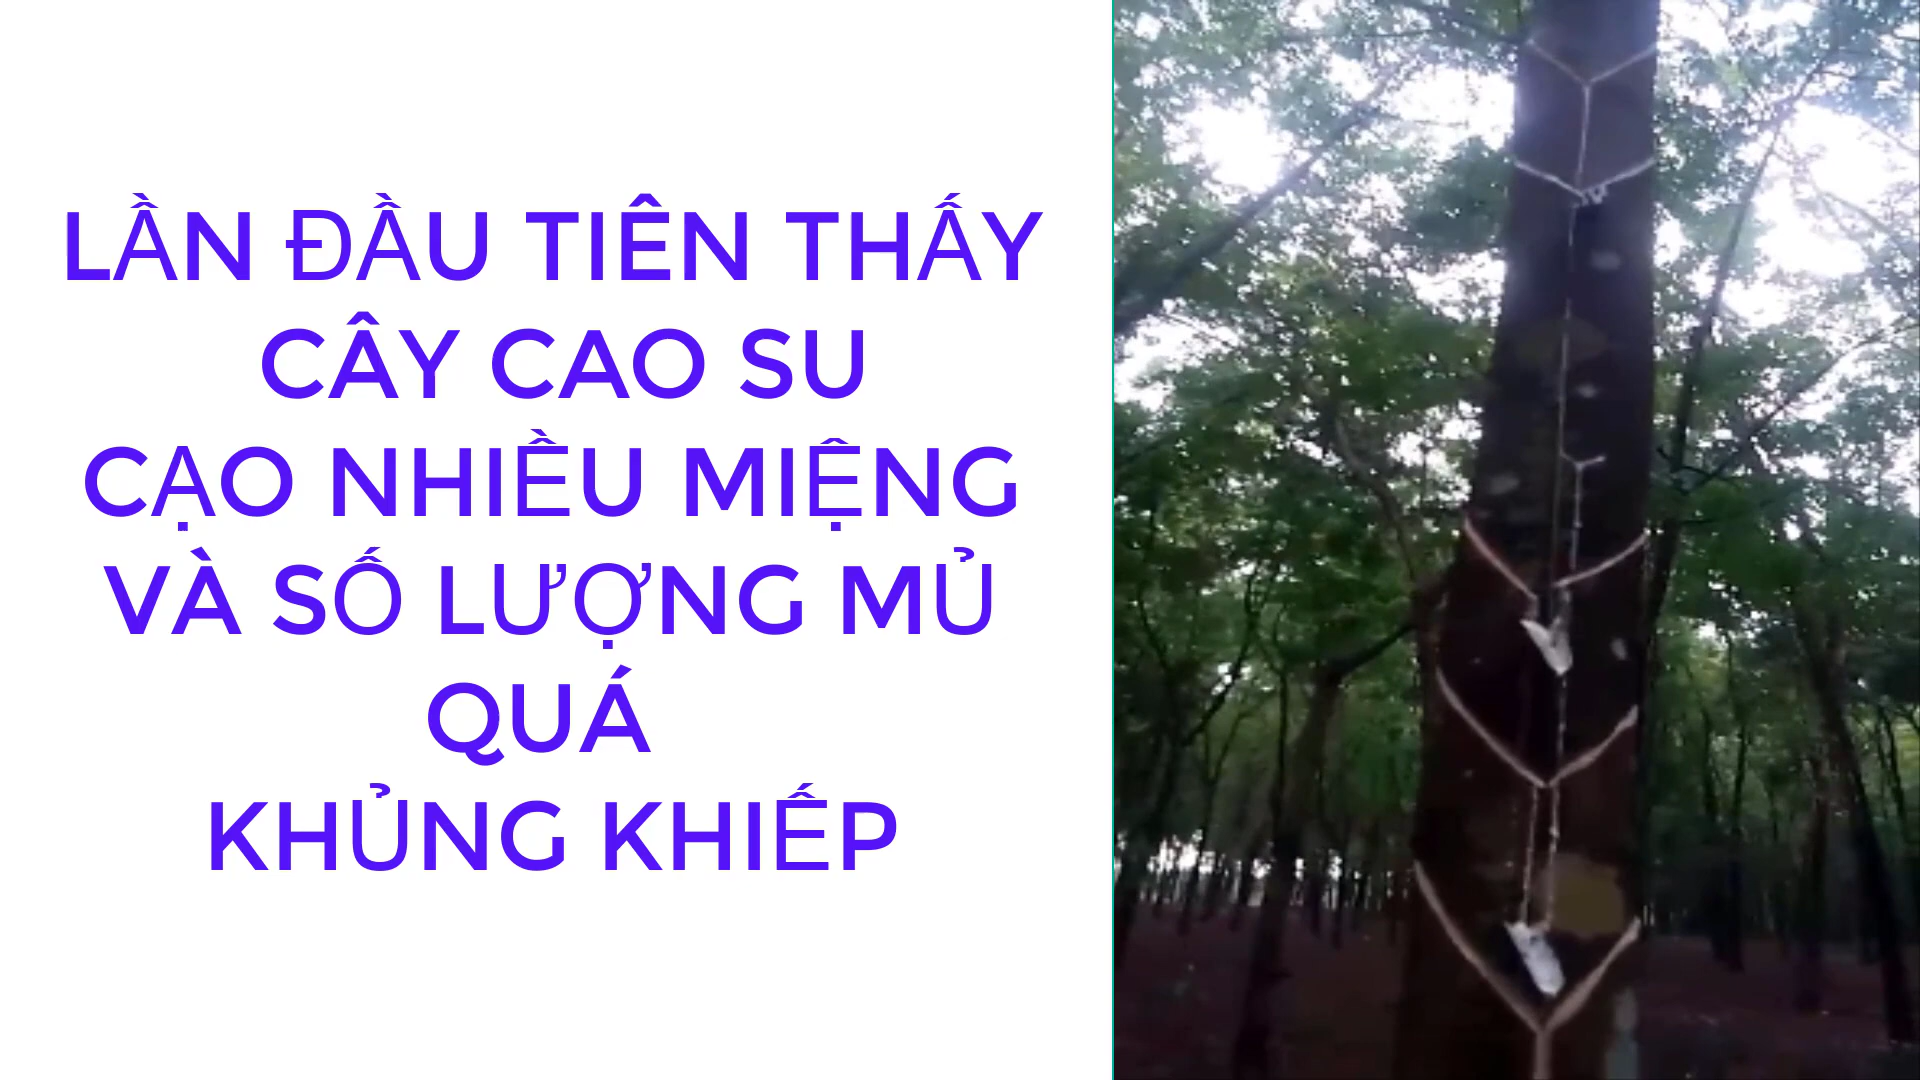 LẦN ĐẦU TIÊN THẤY
CÂY CAO SU
CẠO NHIỀU MIỆNG
VÀ SỐ LƯỢNG MỦ
QUÁ
KHỦNG KHIẾP